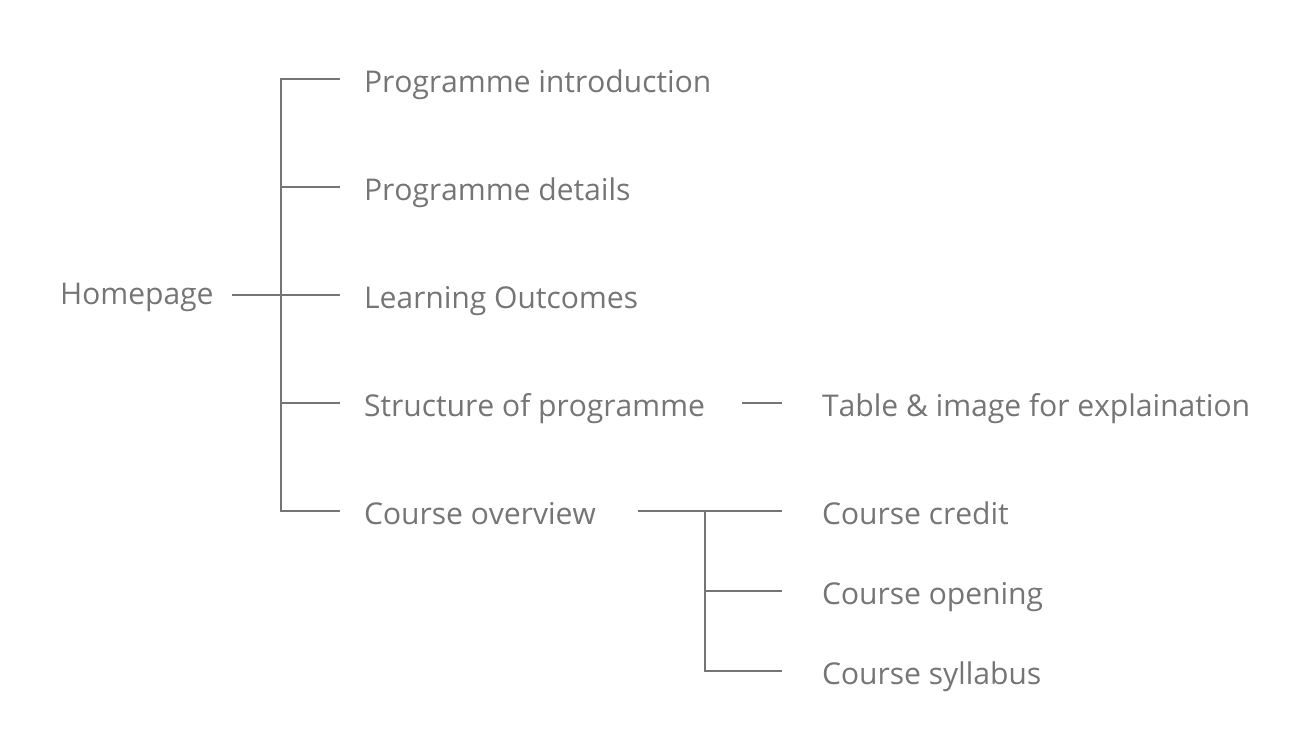 Programme introduction
Programme details
Homepage
Learning Outcomes
Structure of programme
Table & image for explaination
Course overview
Course credit
Course opening
Course syllabus